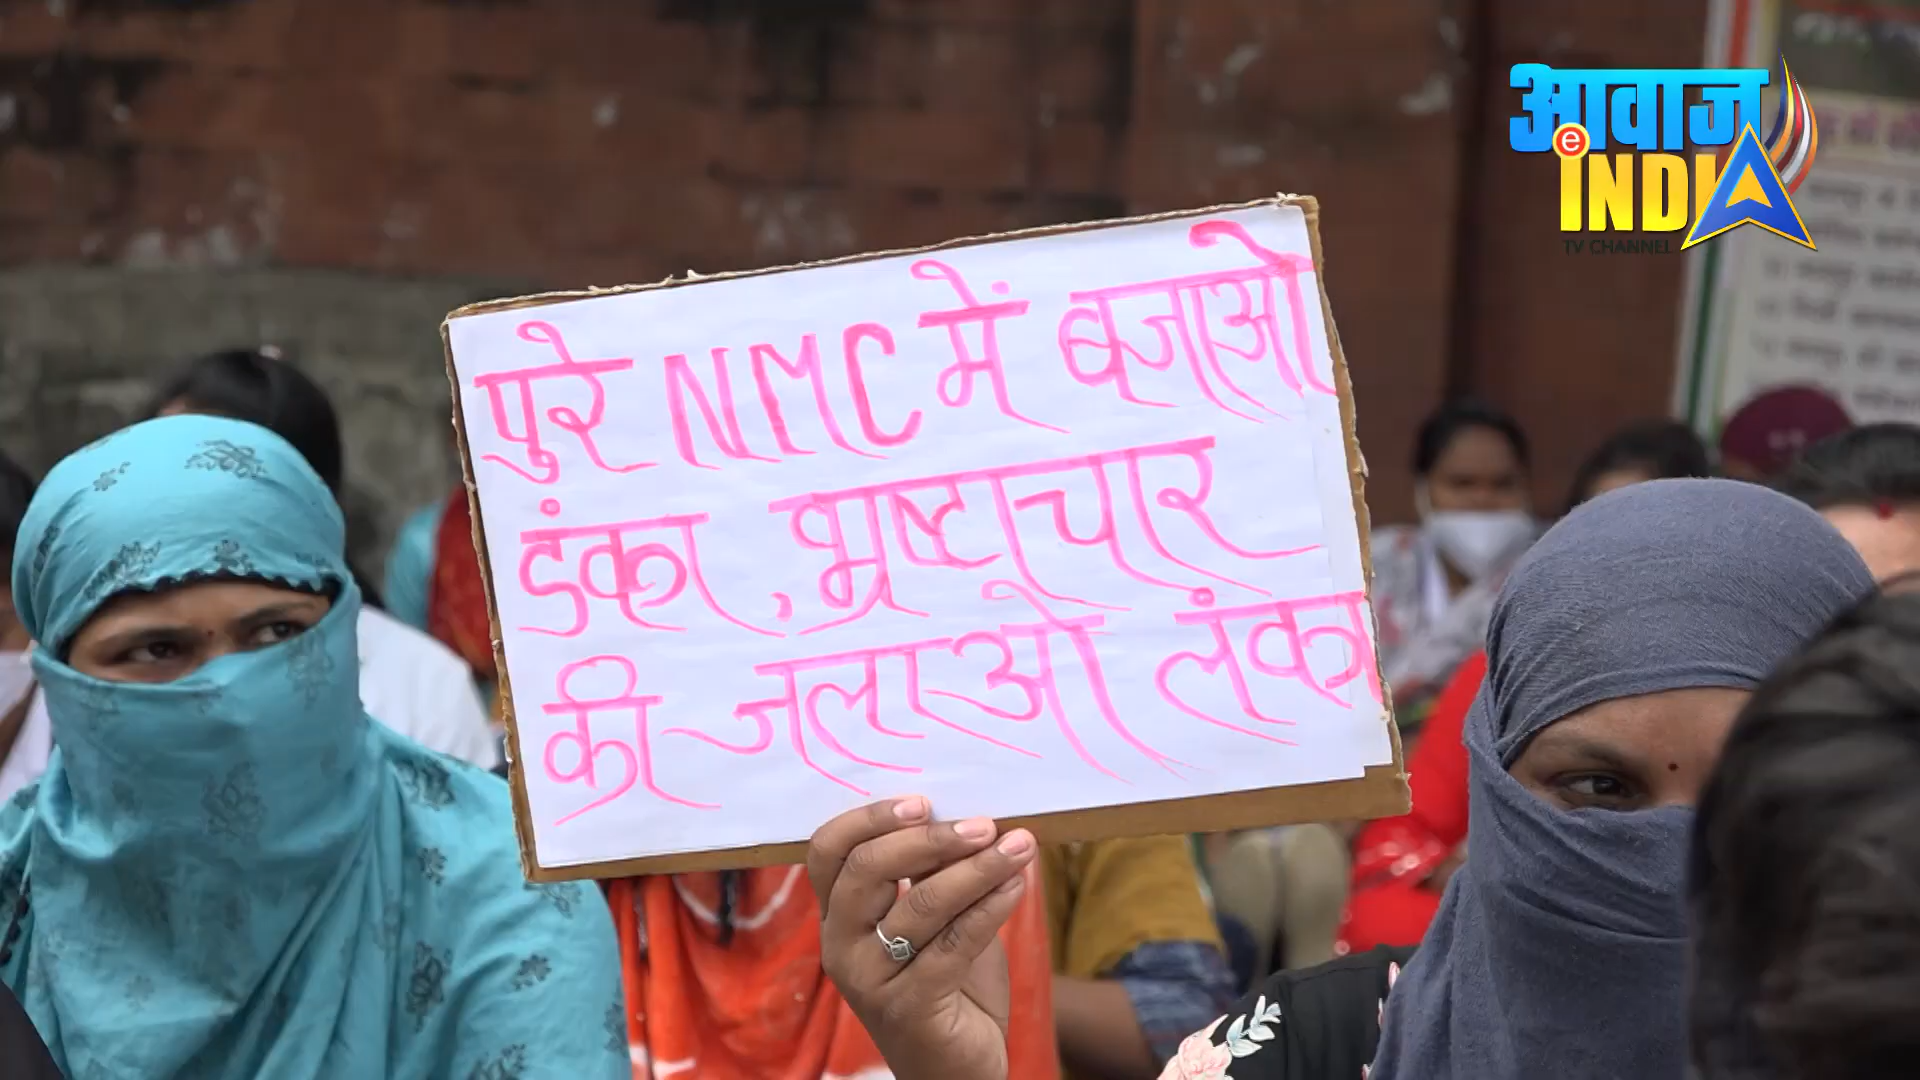 पुरे NMC में बजाओ
डंका, भ्रष्टाचार
की जलाओ लंका
आवाज
e
INDIA
TV CHANNEL